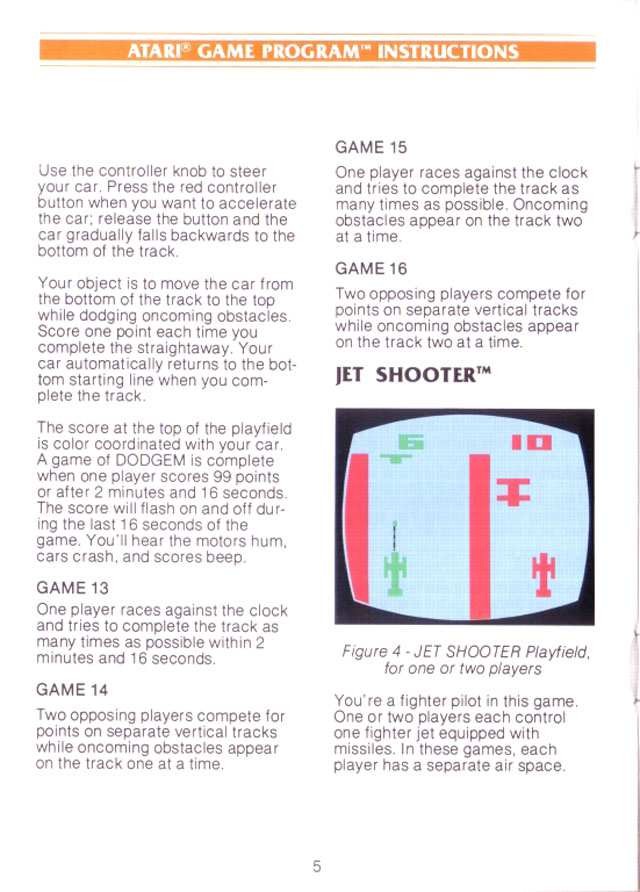 ATARI® GAME PROGRAM™ INSTRUCTIONS
Use the controller knob to steer
your car. Press the red controller
button when you want to accelerate
the car; release the button and the
car gradually falls backwards to the
bottom of the track.
Your object is to move the car from
the bottom of the track to the top
while dodging oncoming obstacles.
Score one point each time you
complete the straightaway. Your
car automatically returns to the bot-
tom starting line when you com-
plete the track.
The score at the top of the playfield
is color coordinated with your car.
A game of DODGEM is complete
when one player scores 99 points
or after 2 minutes and 16 seconds.
The score will flash on and off dur-
ing the last 16 seconds of the
game. You'll hear the motors hum,
cars crash, and scores beep.
GAME 13
One player races against the clock
and tries to complete the track as
many times as possible within 2
minutes and 16 seconds.
GAME 14
Two opposing players compete for
points on separate vertical tracks
while oncoming obstacles appear
on the track one at a time.
GAME 15
One player races against the clock
and tries to complete the track as
many times as possible. Oncoming
obstacles appear on the track two
at a time.
GAME 16
Two opposing players compete for
points on separate vertical tracks
while oncoming obstacles appear
on the track two at a time.
JET SHOOTER™
6 10
Figure 4 - JET SHOOTER Playfield,
for one or two players
You're a fighter pilot in this game.
One or two players each control
one fighter jet equipped with
missiles. In these games, each
player has a separate air space.
5